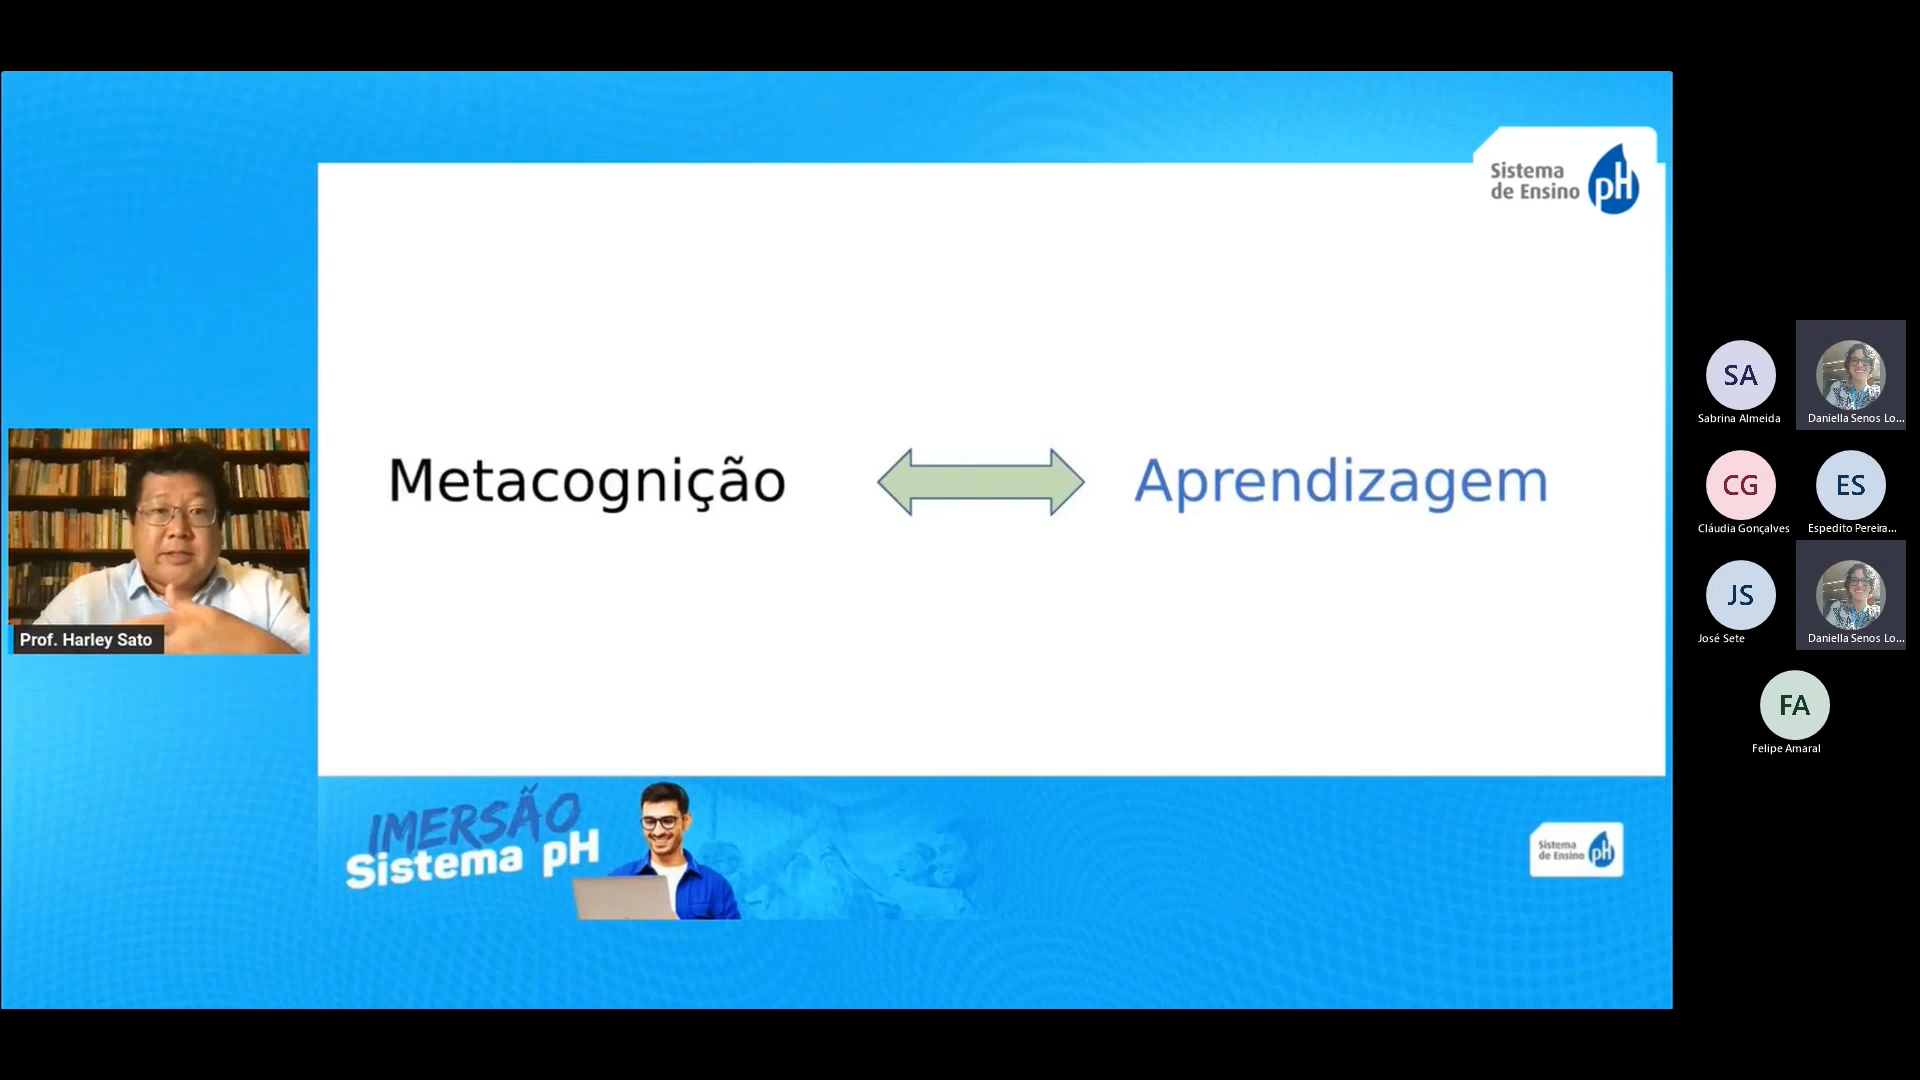 Sistema
de Ensino
pH
Metacognição
Aprendizagem
Prof. Harley Sato
IMERSÃO
Sistema pH
Sistema
de Ensino
pH
SA
Sabrina Almeida
Daniella Senos Lo...
CG
Cláudia Gonçalves
ES
Espedito Pereira...
JS
José Sete
Daniella Senos Lo...
FA
Felipe Amaral